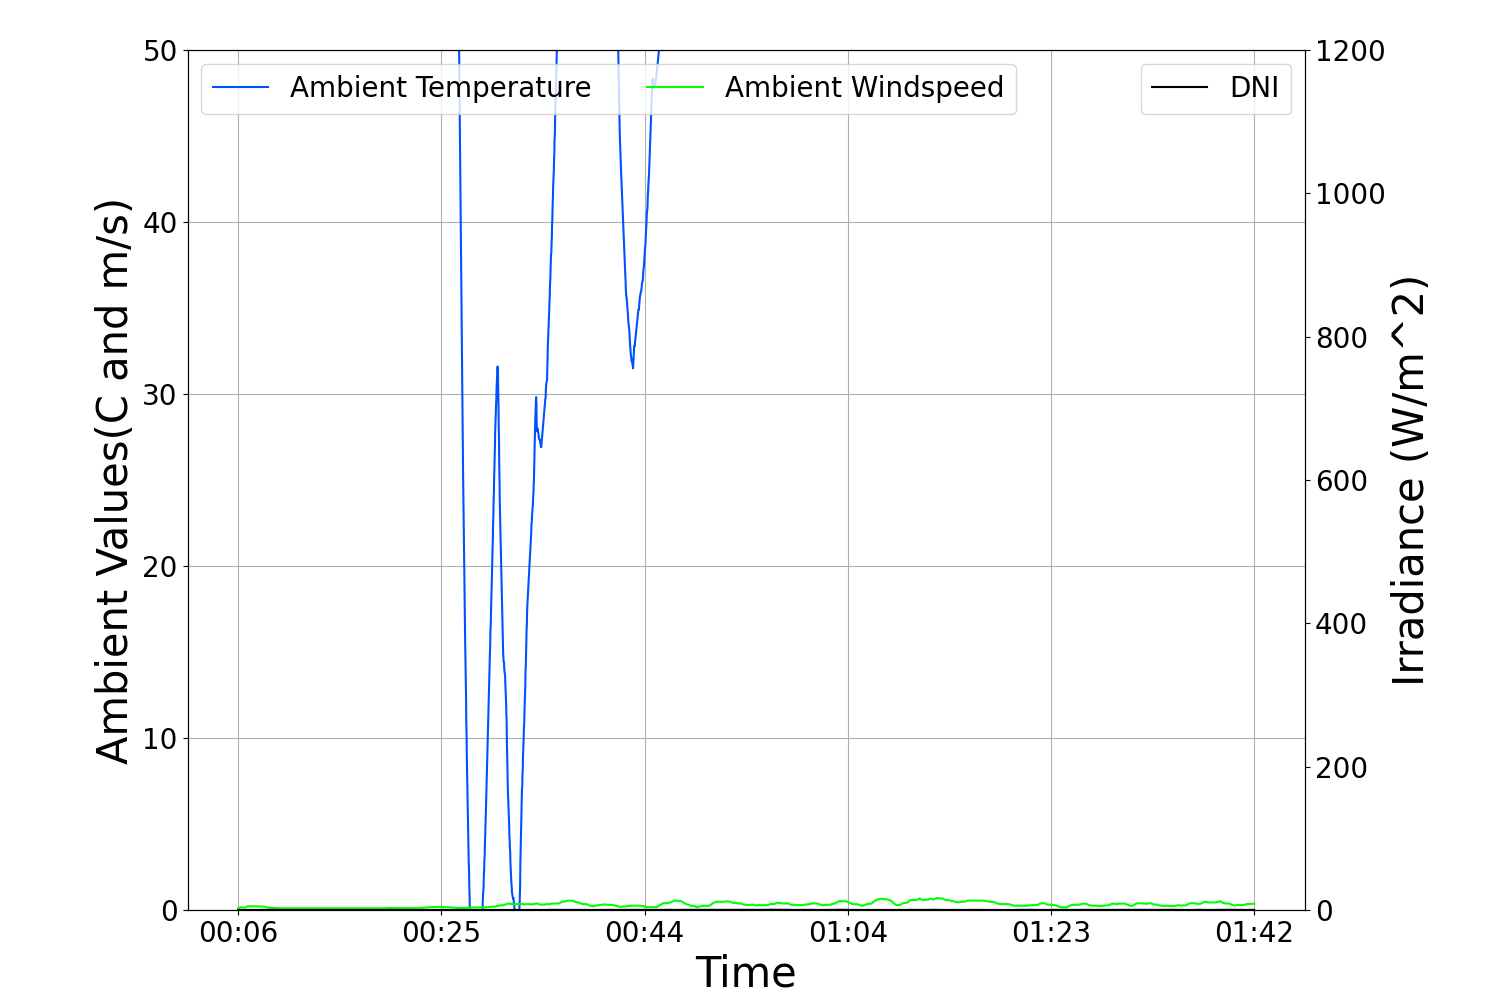 Ambient Temperature
Ambient Windspeed
DNI
Ambient Values(C and m/s)
50
40
30
20
10
0
Irradiance (W/m^2)
1200
1000
800
600
400
200
0
00:06 00:25 00:44 01:04 01:23 01:42
Time